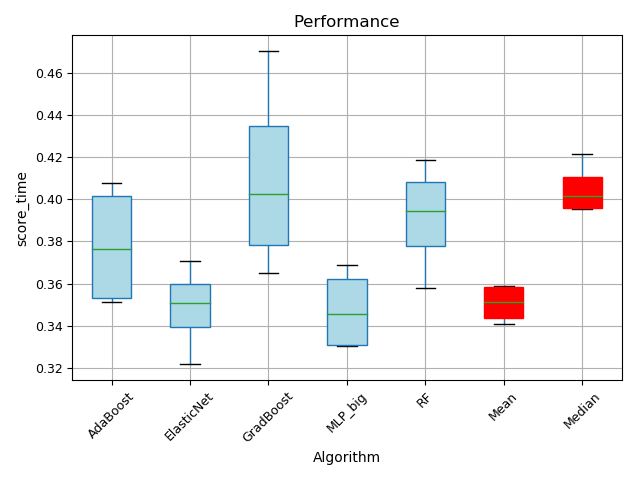 Performance
0.46
0.44
0.42
0.40
0.38
0.36
0.34
0.32
score_time
AdaBoost
ElasticNet
GradBoost
MLP_big
RF
Mean
Median
Algorithm